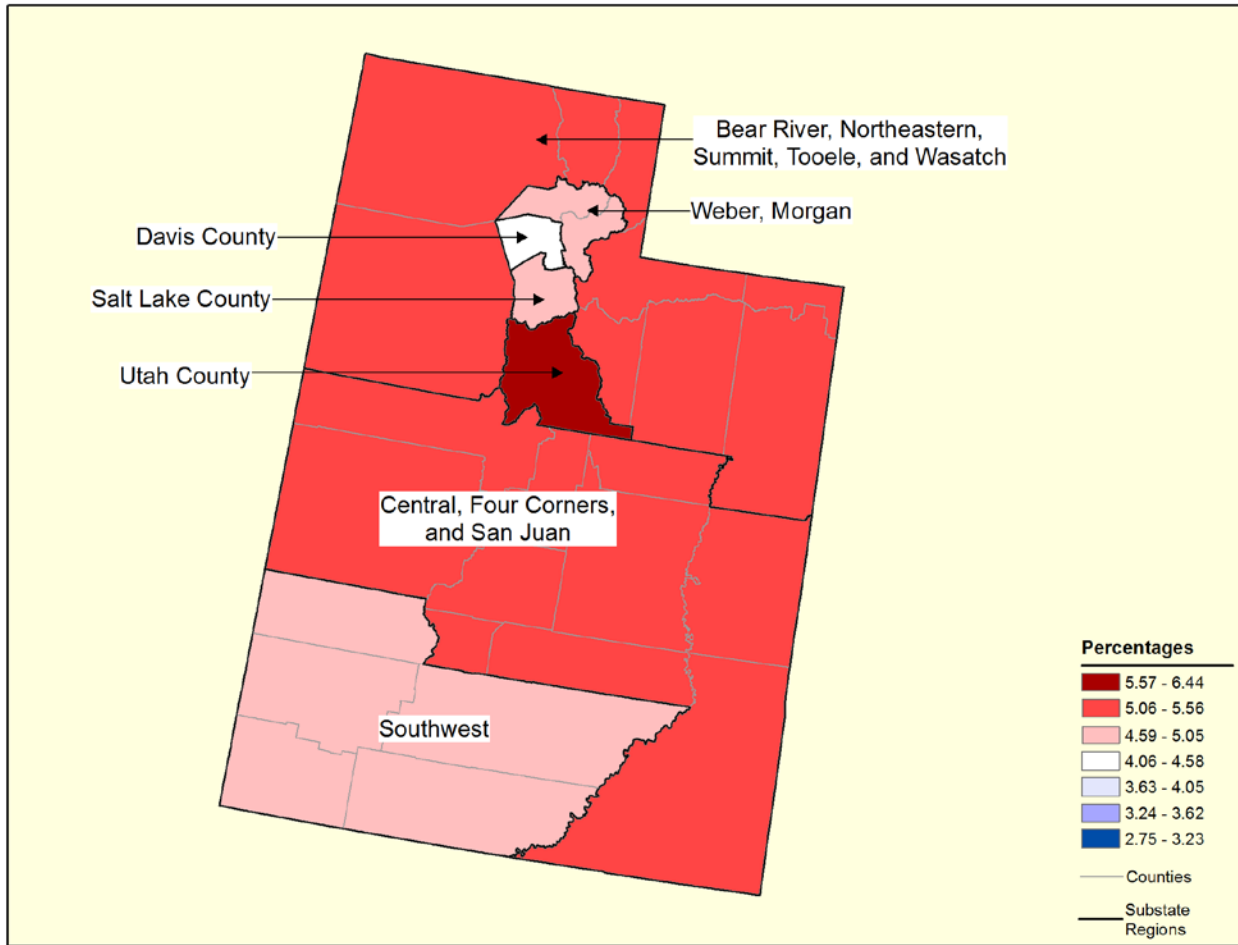 Bear River, Northeastern,
Summit, Tooele, and Wasatch
Weber, Morgan
Davis County
Salt Lake County
Utah County
Central, Four Corners,
and San Juan
Southwest
Percentages
5.57 - 6.44
5.06 - 5.56
4.59 - 5.05
4.06 - 4.58
3.63 - 4.05
3.24 - 3.62
2.75 - 3.23
Counties
Substate
Regions